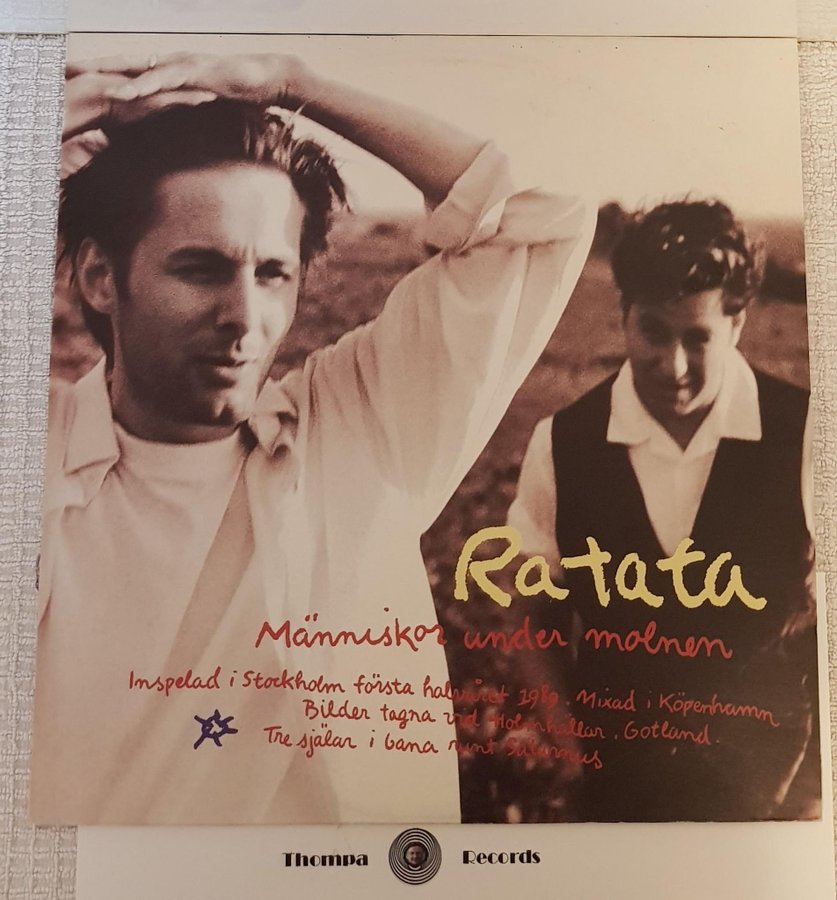 Ratata
Människor under molnen
Inspelad i Stockholm första halvåret 1989. Mixad i Köpenhamn
Bilder tagna vid Holmhällar. Gotland.
Tre själar i bana runt Saturnus
Thompa Records